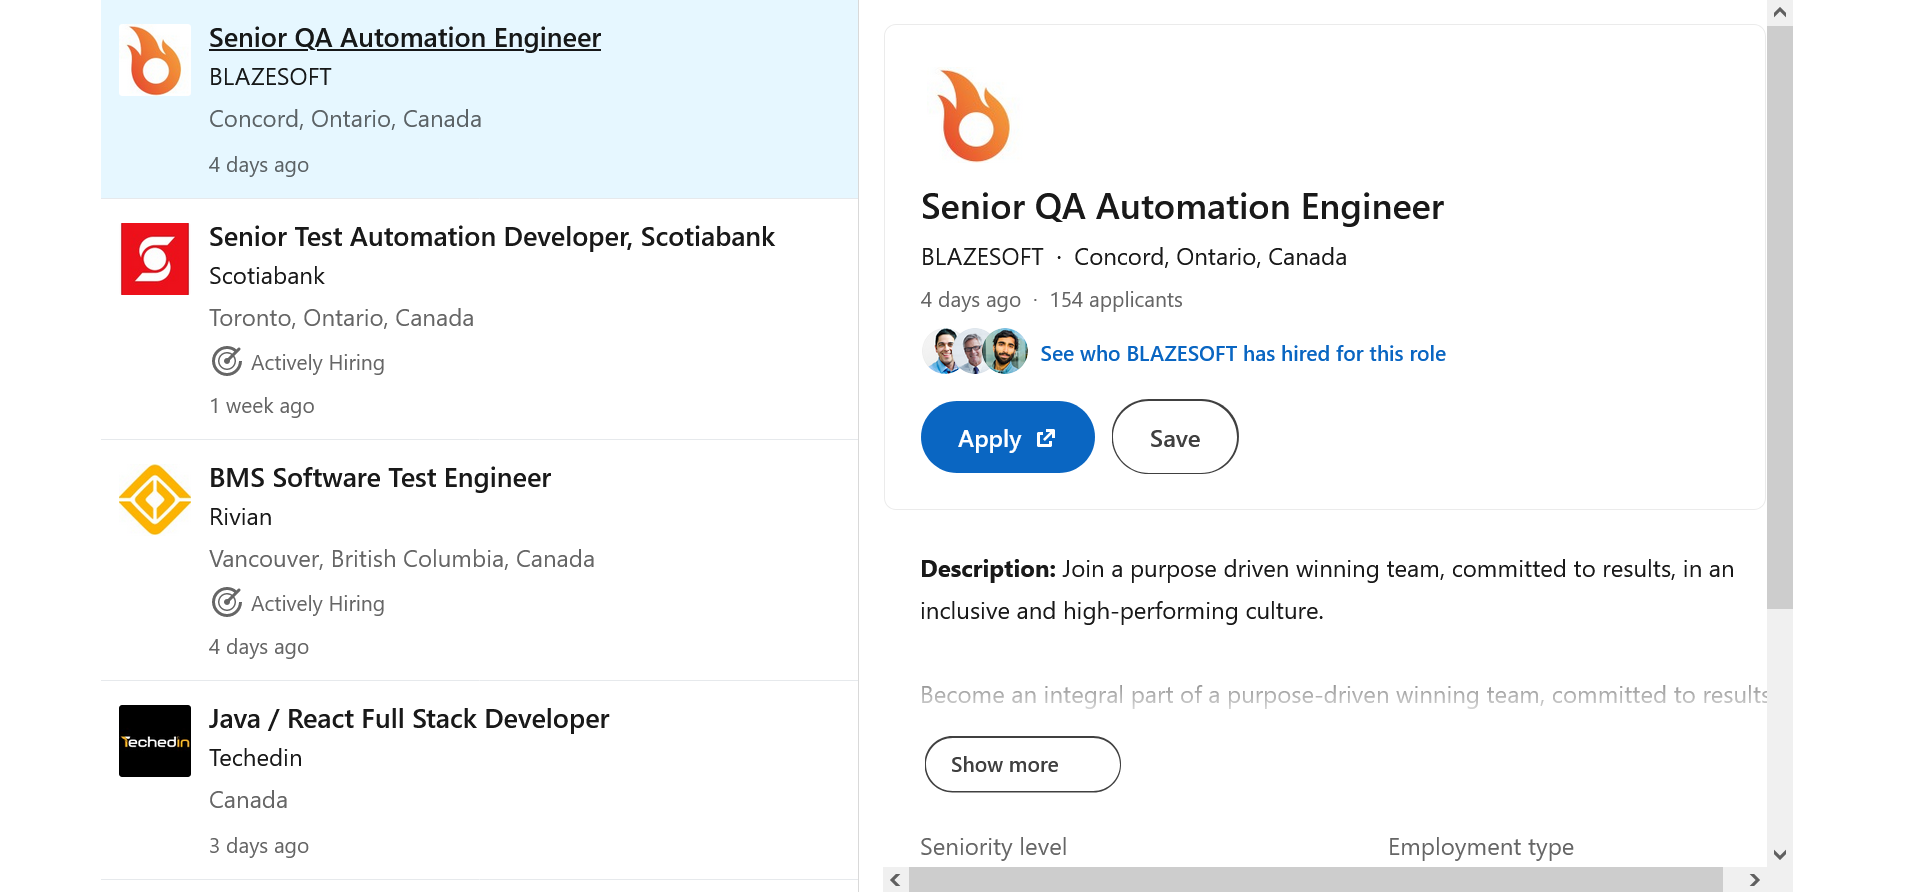 Senior QA Automation Engineer
BLAZESOFT
Concord, Ontario, Canada
4 days ago
Senior Test Automation Developer, Scotiabank
Scotiabank
Toronto, Ontario, Canada
Actively Hiring
1 week ago
BMS Software Test Engineer
Rivian
Vancouver, British Columbia, Canada
Actively Hiring
4 days ago
Techedin
Java / React Full Stack Developer
Techedin
Canada
3 days ago
Senior QA Automation Engineer
BLAZESOFT · Concord, Ontario, Canada
4 days ago · 154 applicants
See who BLAZESOFT has hired for this role
Apply
Save
Description: Join a purpose driven winning team, committed to results, in an
inclusive and high-performing culture.
Become an integral part of a purpose-driven winning team, committed to results
Show more
Seniority level
Employment type